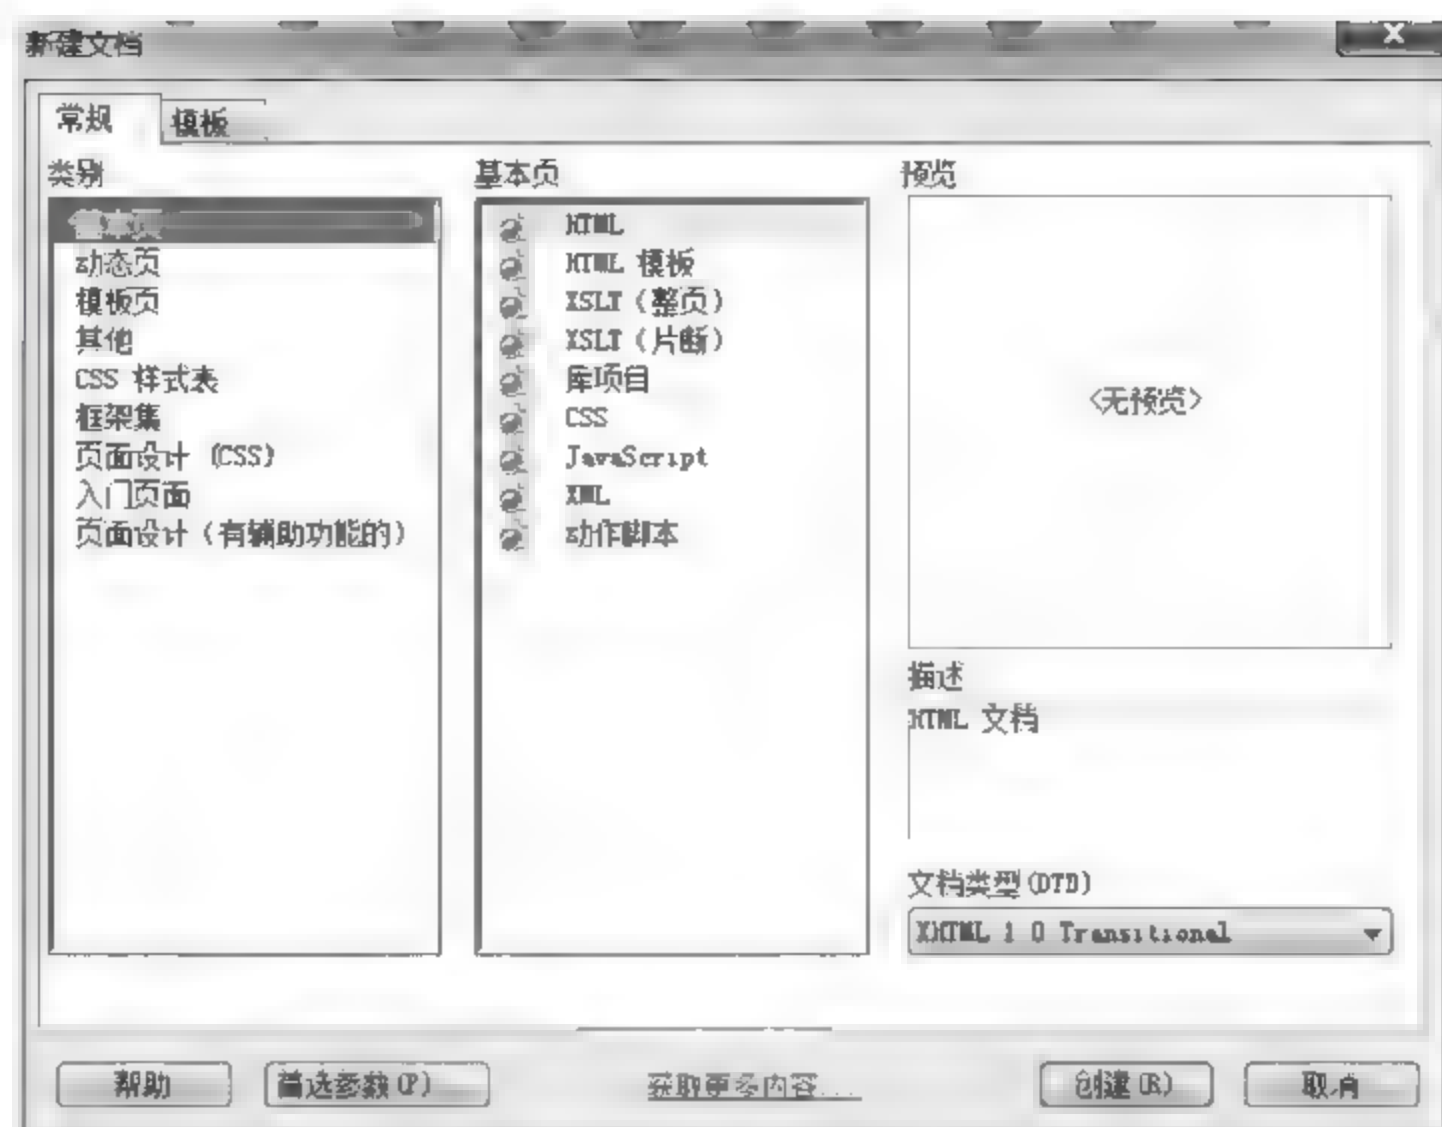 新建文档
常规
模板
类别
基本页
动态页
模板页
其他
CSS 样式表
框架集
页面设计 (CSS)
入门页面
页面设计（有辅助功能的）
基本页
HTML
HTML 模板
XSLT（整页）
XSLT（片断）
库项目
CSS
JavaScript
XML
动作脚本
预览
<无预览>
描述
HTML 文档
文档类型(DTD)
XHTML 1 0 Transitional
帮助
首选参数(P)
获取更多内容...
创建(R)
取消